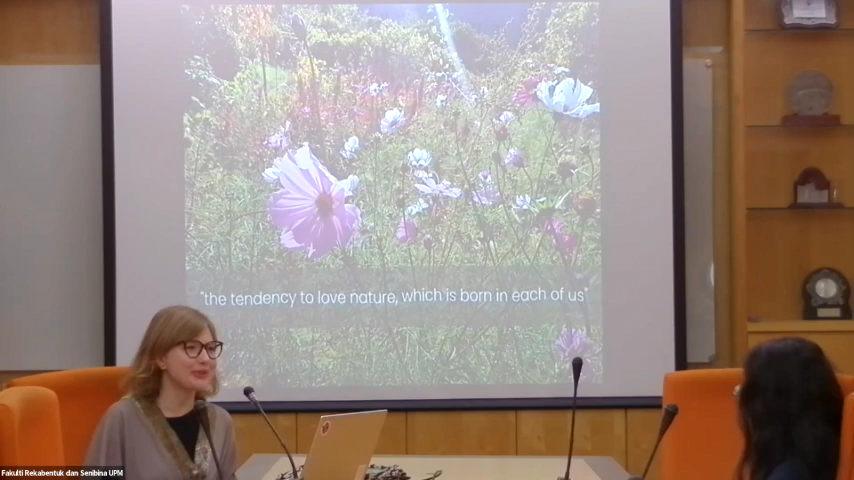 "the tendency to love nature, which is born in each of us"
Fakulti Rekabentuk dan Senibina UPM